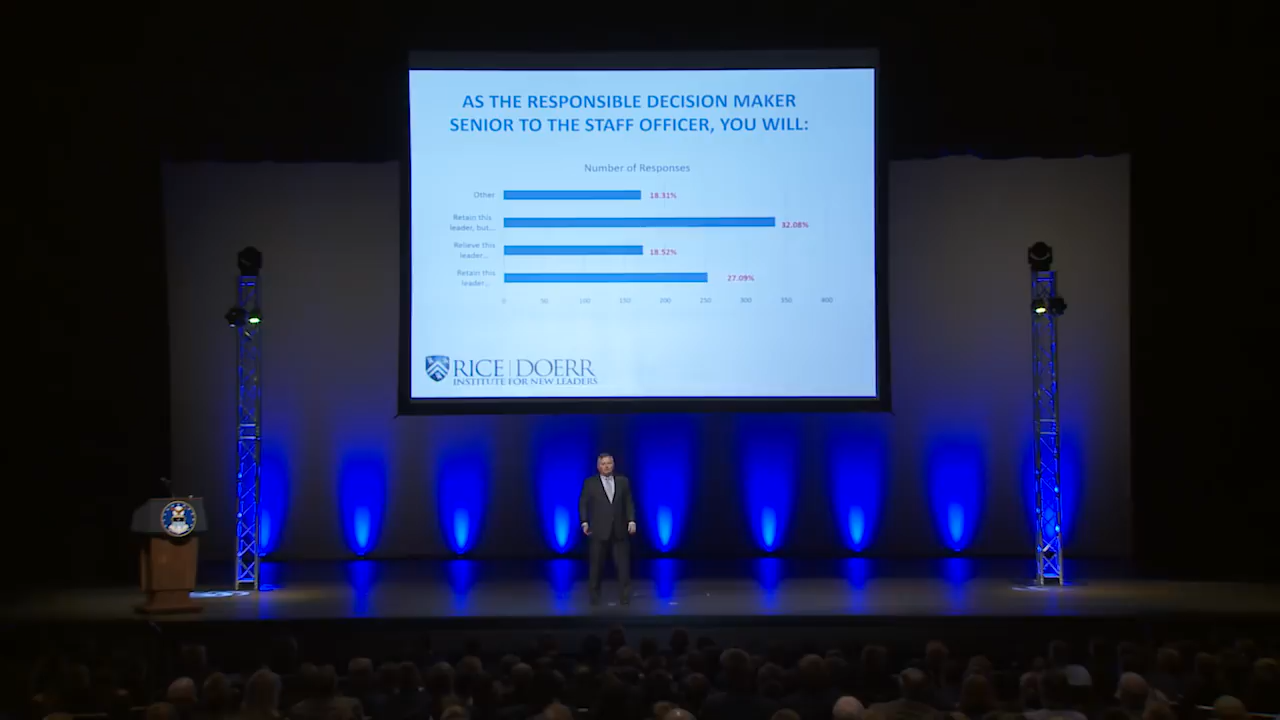 AS THE RESPONSIBLE DECISION MAKER
SENIOR TO THE STAFF OFFICER, YOU WILL:
Number of Responses
Other
18.31%
Retain this
leader, but...
32.08%
Relieve this
leader...
18.52%
Retain this
leader...
27.09%
0 50 100 150 200 250 300 350 400
RICE | DOERR
INSTITUTE FOR NEW LEADERS